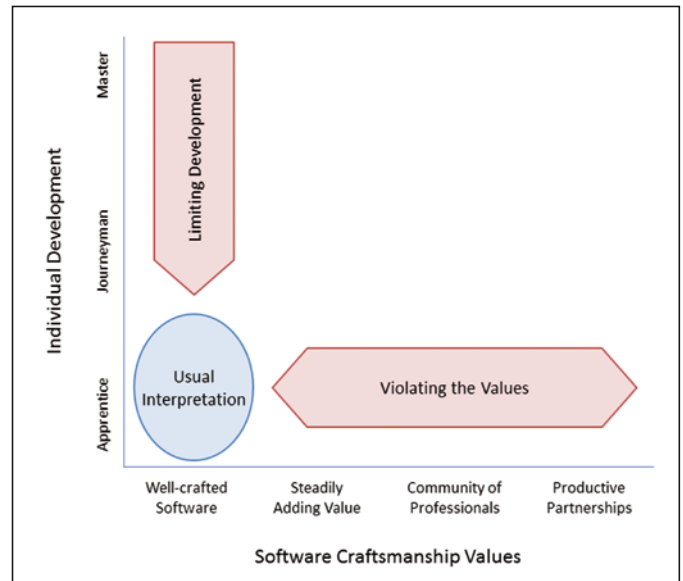 Individual Development
Master
Journeyman
Apprentice
Limiting Development
Usual
Interpretation
Violating the Values
Well-crafted
Software
Steadily
Adding Value
Community of
Professionals
Productive
Partnerships
Software Craftsmanship Values